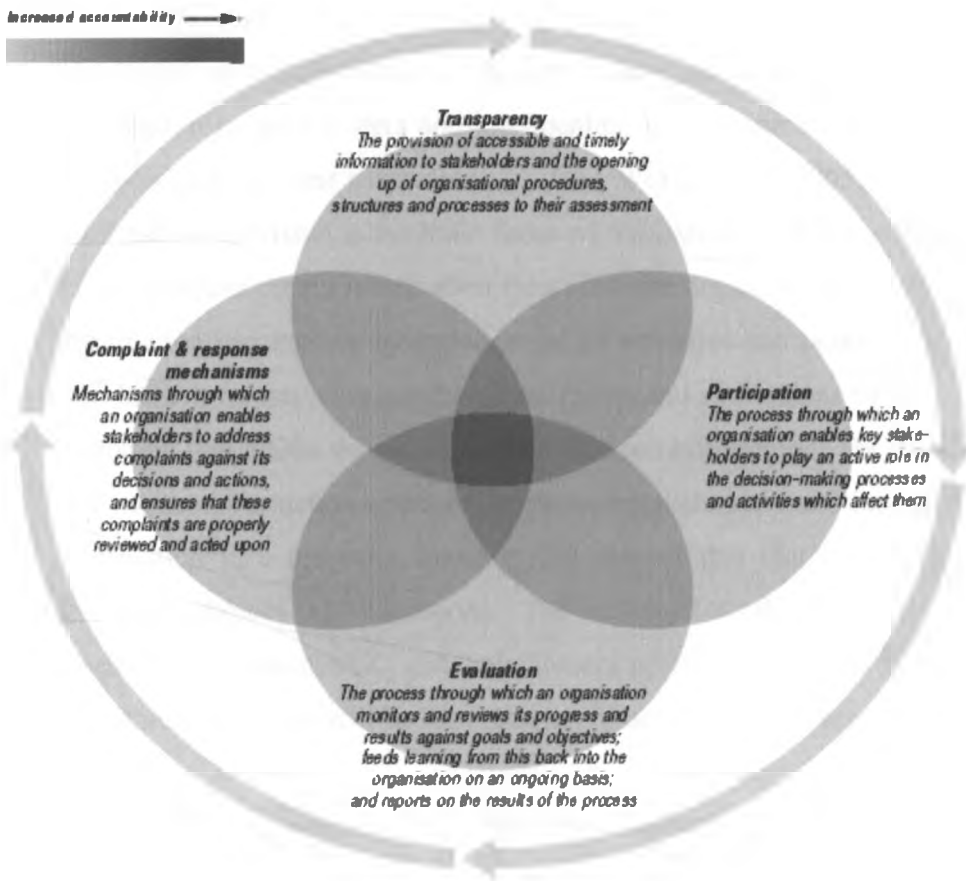 Increased accountability
Transparency
The provision of accessible and timely
information to stakeholders and the opening
up of organisational procedures,
structures and processes to their assessment
Complaint & response
mechanisms
Mechanisms through which
an organisation enables
stakeholders to address
complaints against its
decisions and actions,
and ensures that these
complaints are properly
reviewed and acted upon
Participation
The process through which an
organisation enables key stake-
holders to play an active role in
the decision-making processes
and activities which affect them
Evaluation
The process through which an organisation
monitors and reviews its progress and
results against goals and objectives;
feeds learning from this back into the
organisation on an ongoing basis;
and reports on the results of the process